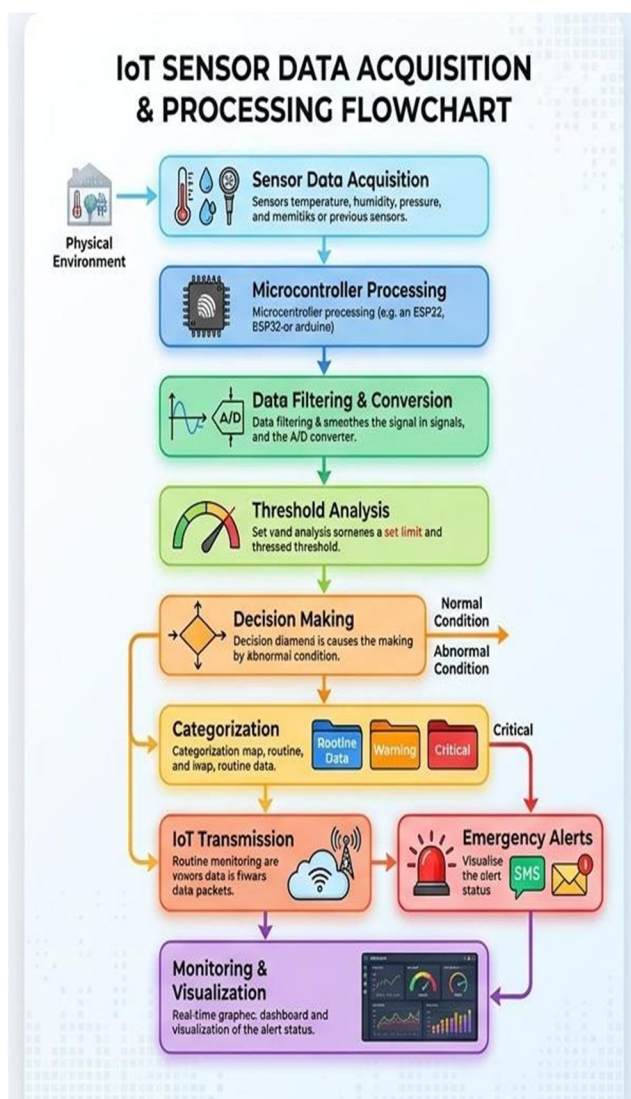 IoT SENSOR DATA ACQUISITION
& PROCESSING FLOWCHART
Physical
Environment
Sensor Data Acquisition
Sensors temperature, humidity, pressure,
and memitiks or previous sensors.
Microcontroller Processing
Microcentrofler processing (e.g. an ESP22,
ESP32-or arduine)
Data Filtering & Conversion
A/D
Data filtering & smoothes the signal in signals,
and the A/D converter.
Threshold Analysis
Set vand analysis sornenes a set limit and
thressed threshold.
Decision Making
Decision diamend is causes the making
by Abnormal condition.
Normal
Condition
Abnormal
Condition
Categorization
Categorization map, routine,
and iwap, routine data.
Rootine
Data
Warning
Critical
Critical
IoT Transmission
Routine monitoring are
vowors data is fiwars
data packets.
Emergency Alerts
Visualise
the alert
status
SMS
Monitoring &
Visualization
Real-time graphec. dashboard and
visualization of the alert status.